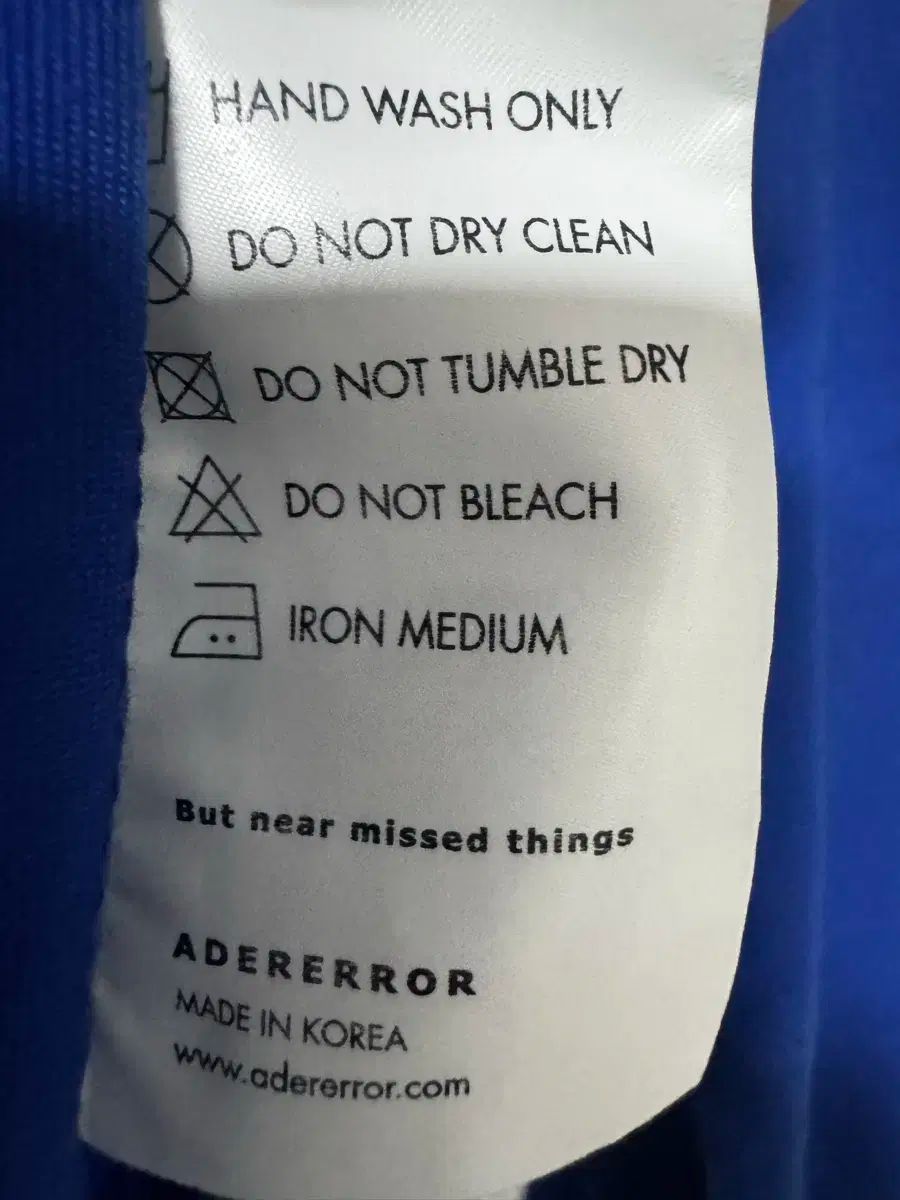 HAND WASH ONLY
DO NOT DRY CLEAN
DO NOT TUMBLE DRY
DO NOT BLEACH
IRON MEDIUM
But near missed things
ADERERROR
MADE IN KOREA
www.adererror.com